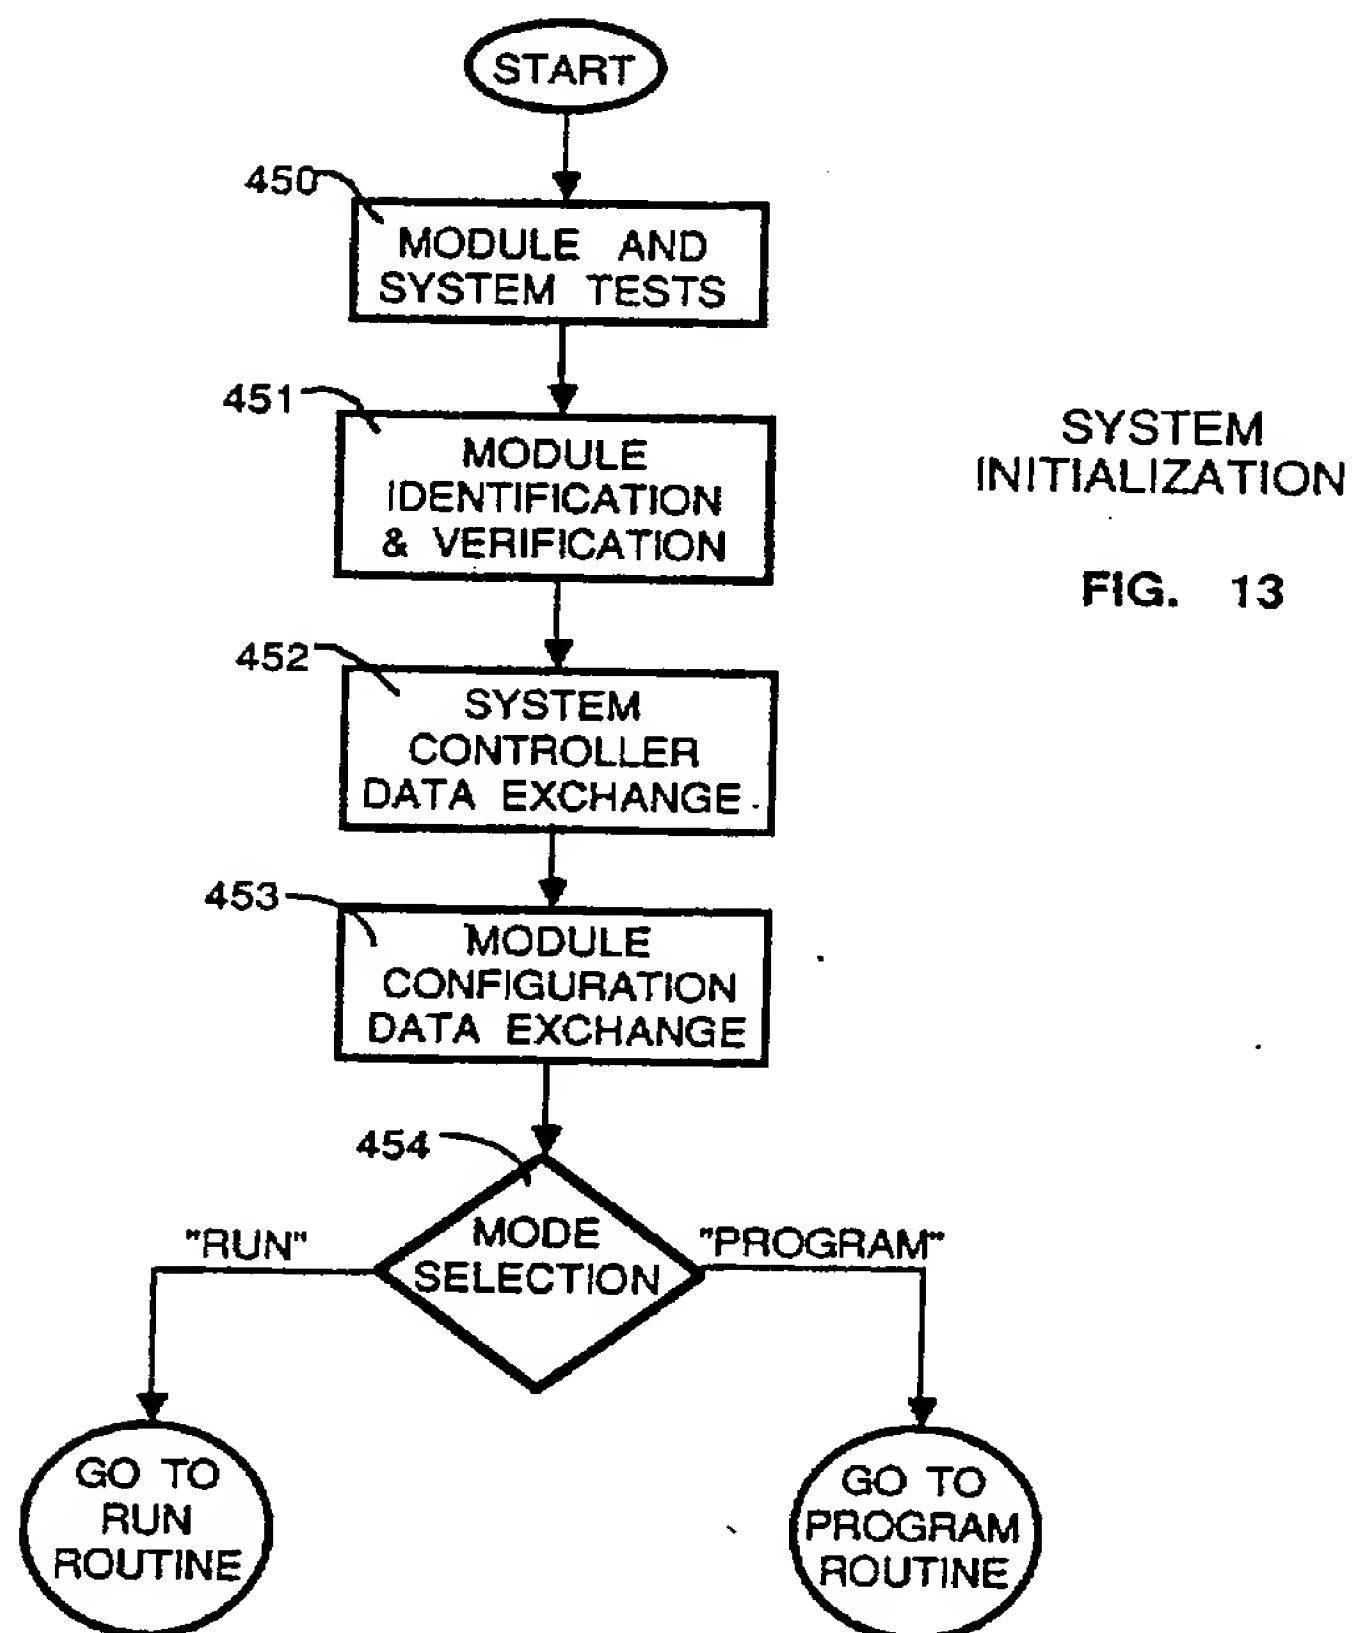 START
450
MODULE AND
SYSTEM TESTS
451
MODULE
IDENTIFICATION
& VERIFICATION
SYSTEM
INITIALIZATION
FIG. 13
452
SYSTEM
CONTROLLER
DATA EXCHANGE
453
MODULE
CONFIGURATION
DATA EXCHANGE
454
MODE
SELECTION
"RUN"
"PROGRAM"
GO TO
RUN
ROUTINE
GO TO
PROGRAM
ROUTINE